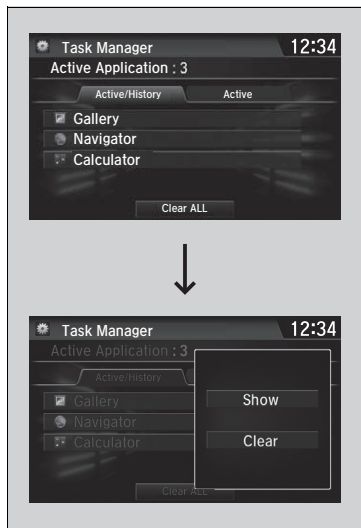 Task Manager 12:34
Active Application : 3
Active/History Active
Gallery
Navigator
Calculator
Clear ALL
Task Manager 12:34
Active Application : 3
Active/History
Gallery
Show
Navigator
Clear
Calculator
Clear ALL